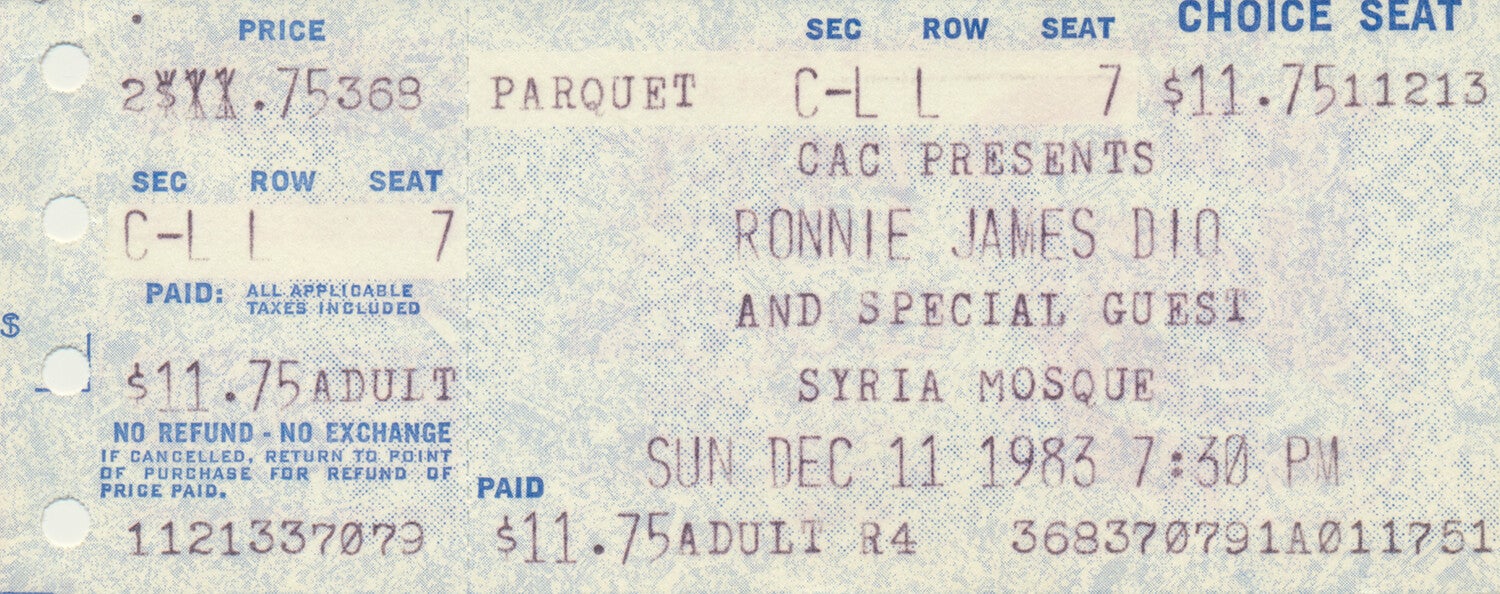 PRICE
2$XX.75368
SEC ROW SEAT
C-L L 7
PAID: ALL APPLICABLE
TAXES INCLUDED
$
$11.75ADULT
NO REFUND - NO EXCHANGE
IF CANCELLED, RETURN TO POINT
OF PURCHASE FOR REFUND OF
PRICE PAID.
1121337079
SEC ROW SEAT CHOICE SEAT
PARQUET C-L L 7 $11.7511213
CAC PRESENTS
RONNIE JAMES DIO
AND SPECIAL GUEST
SYRIA MOSQUE
SUN DEC 11 1983 7:30 PM
PAID
$11.75ADULT R4 368370791A011751